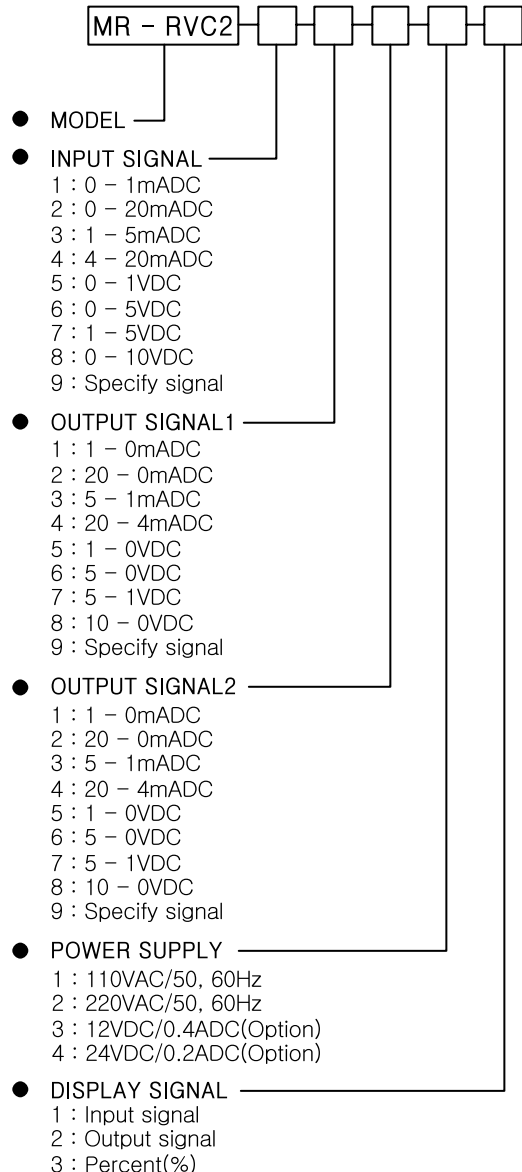 MR - RVC2
● MODEL
● INPUT SIGNAL
1 : 0 - 1mADC
2 : 0 - 20mADC
3 : 1 - 5mADC
4 : 4 - 20mADC
5 : 0 - 1VDC
6 : 0 - 5VDC
7 : 1 - 5VDC
8 : 0 - 10VDC
9 : Specify signal
● OUTPUT SIGNAL1
1 : 1 - 0mADC
2 : 20 - 0mADC
3 : 5 - 1mADC
4 : 20 - 4mADC
5 : 1 - 0VDC
6 : 5 - 0VDC
7 : 5 - 1VDC
8 : 10 - 0VDC
9 : Specify signal
● OUTPUT SIGNAL2
1 : 1 - 0mADC
2 : 20 - 0mADC
3 : 5 - 1mADC
4 : 20 - 4mADC
5 : 1 - 0VDC
6 : 5 - 0VDC
7 : 5 - 1VDC
8 : 10 - 0VDC
9 : Specify signal
● POWER SUPPLY
1 : 110VAC/50, 60Hz
2 : 220VAC/50, 60Hz
3 : 12VDC/0.4ADC(Option)
4 : 24VDC/0.2ADC(Option)
● DISPLAY SIGNAL
1 : Input signal
2 : Output signal
3 : Percent(%)